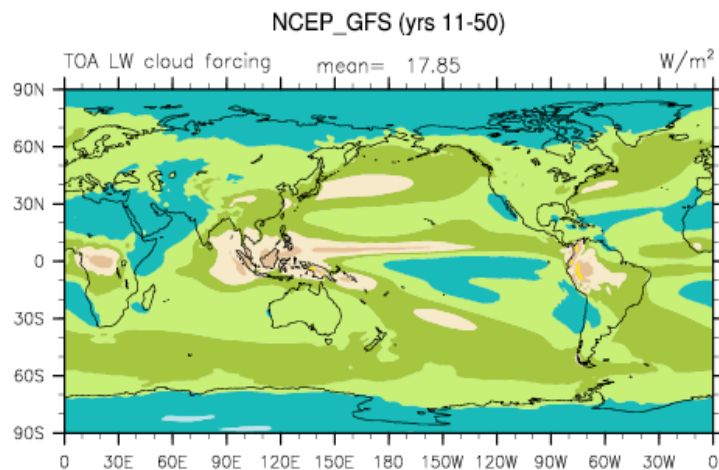 NCEP_GFS (yrs 11-50)
TOA LW cloud forcing mean= 17.85 W/m²
90N
60N
30N
0
30S
60S
90S
0 30E 60E 90E 120E 150E 180 150W 120W 90W 60W 30W 0